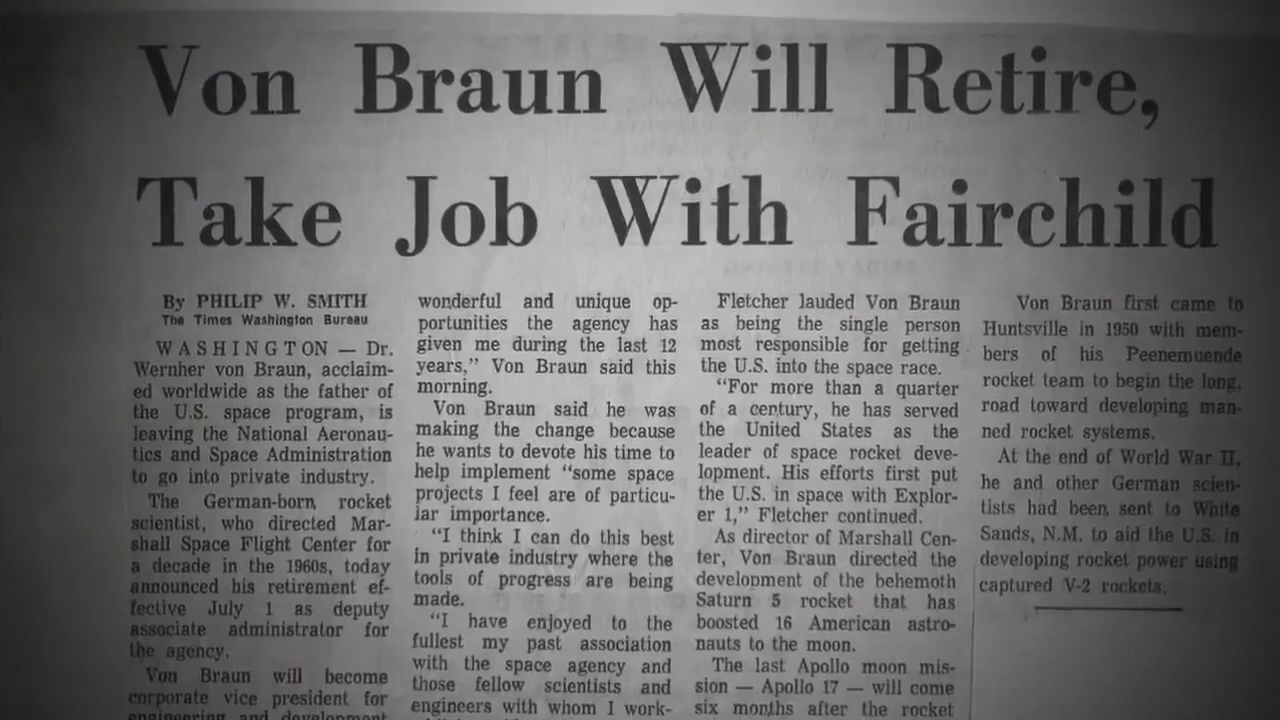 Von Braun Will Retire,
Take Job With Fairchild
By PHILIP W. SMITH
The Times Washington Bureau
WASHINGTON — Dr.
Wernher von Braun, acclaim-
ed worldwide as the father of
the U.S. space program, is
leaving the National Aeronau-
tics and Space Administration
to go into private industry.
The German-born rocket
scientist, who directed Mar-
shall Space Flight Center for
a decade in the 1960s, today
announced his retirement ef-
fective July 1 as deputy
associate administrator for
the agency.
Von Braun will become
corporate vice president for
engineering and development
wonderful and unique op-
portunities the agency has
given me during the last 12
years,” Von Braun said this
morning.
Von Braun said he was
making the change because
he wants to devote his time to
help implement “some space
projects I feel are of particu-
lar importance.
“I think I can do this best
in private industry where the
tools of progress are being
made.
“I have enjoyed to the
fullest my past association
with the space agency and
those fellow scientists and
engineers with whom I work-
Fletcher lauded Von Braun
as being the single person
most responsible for getting
the U.S. into the space race.
“For more than a quarter
of a century, he has served
the United States as the
leader of space rocket deve-
lopment. His efforts first put
the U.S. in space with Explor-
er 1,” Fletcher continued.
As director of Marshall Cen-
ter, Von Braun directed the
development of the behemoth
Saturn 5 rocket that has
boosted 16 American astro-
nauts to the moon.
The last Apollo moon mis-
sion — Apollo 17 — will come
six months after the rocket
Von Braun first came to
Huntsville in 1950 with mem-
bers of his Peenemuende
rocket team to begin the long,
road toward developing man-
ned rocket systems.
At the end of World War II,
he and other German scien-
tists had been sent to White
Sands, N.M. to aid the U.S. in
developing rocket power using
captured V-2 rockets.